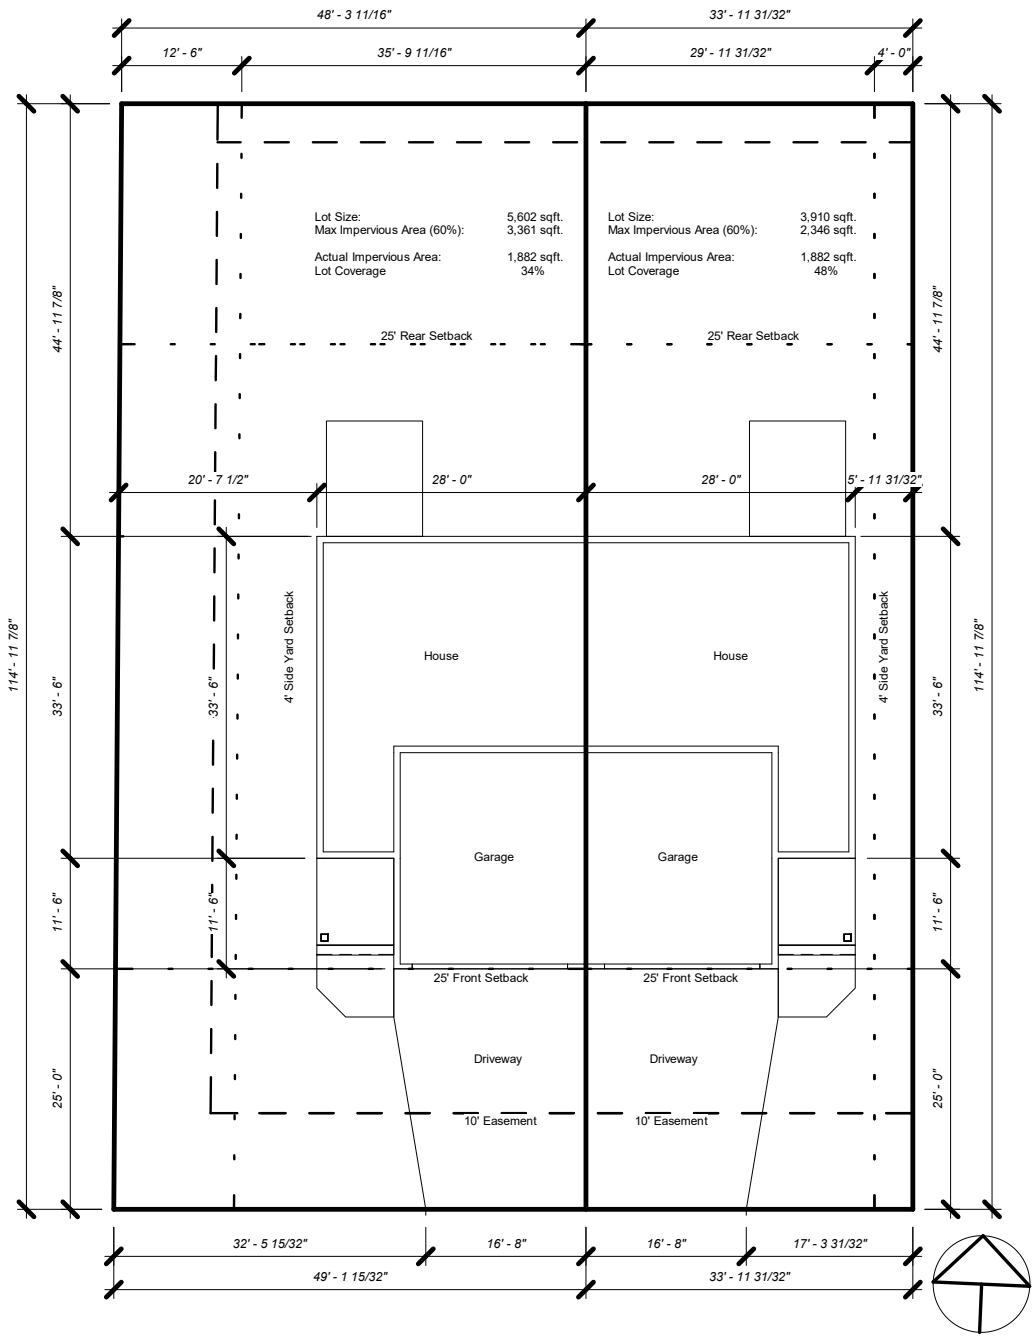 48' - 3 11/16" 33' - 11 31/32"
12' - 6" 35' - 9 11/16" 29' - 11 31/32" 4' - 0"
Lot Size: 5,602 sqft. Lot Size: 3,910 sqft.
Max Impervious Area (60%): 3,361 sqft. Max Impervious Area (60%): 2,346 sqft.
Actual Impervious Area: 1,882 sqft. Actual Impervious Area: 1,882 sqft.
Lot Coverage 34% Lot Coverage 48%
44' - 11 7/8" 44' - 11 7/8"
25' Rear Setback 25' Rear Setback
20' - 7 1/2" 28' - 0" 28' - 0" 5' - 11 31/32"
4' Side Yard Setback 4' Side Yard Setback
114' - 11 7/8" 114' - 11 7/8"
House House
33' - 6" 33' - 6" 33' - 6"
Garage Garage
11' - 6" 11' - 6" 11' - 6"
25' Front Setback 25' Front Setback
Driveway Driveway
25' - 0" 25' - 0"
10' Easement 10' Easement
32' - 5 15/32" 16' - 8" 16' - 8" 17' - 3 31/32"
49' - 1 15/32" 33' - 11 31/32"